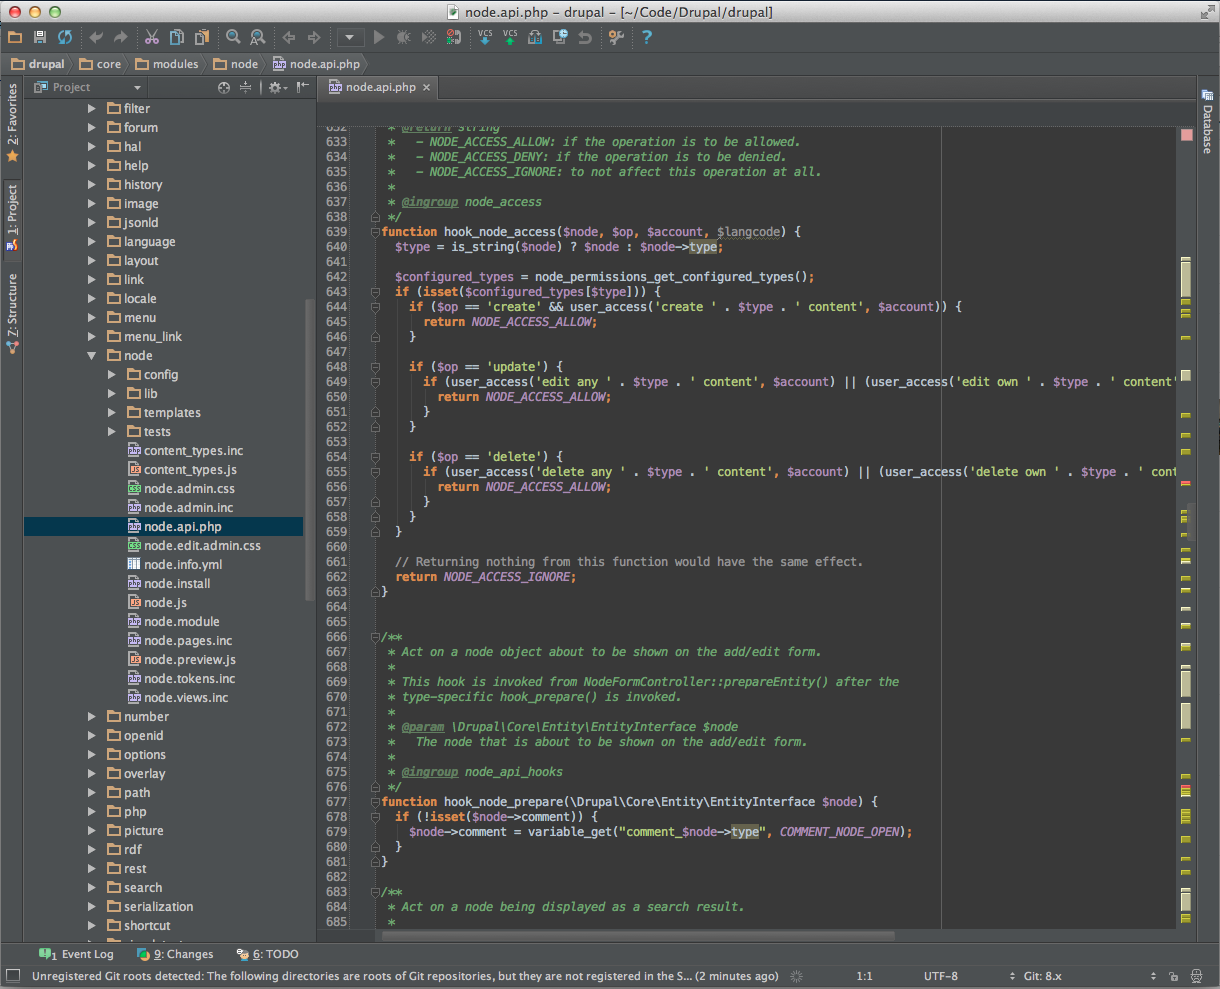 node.api.php – drupal – [~/Code/Drupal/drupal]
VCS VCS
drupal core modules node node.api.php
Project
node.api.php
2: Favorites
1: Project
7: Structure
Database
filter
forum
hal
help
history
image
jsonld
language
layout
link
locale
menu
menu_link
node
config
lib
templates
tests
content_types.inc
content_types.js
node.admin.css
node.admin.inc
node.api.php
node.edit.admin.css
node.info.yml
node.install
node.js
node.module
node.pages.inc
node.preview.js
node.tokens.inc
node.views.inc
number
openid
options
overlay
path
php
picture
rdf
rest
search
serialization
shortcut
632 * @return string
633 *   - NODE_ACCESS_ALLOW: if the operation is to be allowed.
634 *   - NODE_ACCESS_DENY: if the operation is to be denied.
635 *   - NODE_ACCESS_IGNORE: to not affect this operation at all.
636 *
637 * @ingroup node_access
638 */
639 function hook_node_access($node, $op, $account, $langcode) {
640   $type = is_string($node) ? $node : $node->type;
641
642   $configured_types = node_permissions_get_configured_types();
643   if (isset($configured_types[$type])) {
644     if ($op == 'create' && user_access('create ' . $type . ' content', $account)) {
645       return NODE_ACCESS_ALLOW;
646     }
647
648     if ($op == 'update') {
649       if (user_access('edit any ' . $type . ' content', $account) || (user_access('edit own ' . $type . ' content'
650         return NODE_ACCESS_ALLOW;
651       }
652     }
653
654     if ($op == 'delete') {
655       if (user_access('delete any ' . $type . ' content', $account) || (user_access('delete own ' . $type . ' cont
656         return NODE_ACCESS_ALLOW;
657       }
658     }
659   }
660
661   // Returning nothing from this function would have the same effect.
662   return NODE_ACCESS_IGNORE;
663 }
664
665
666 /**
667 * Act on a node object about to be shown on the add/edit form.
668 *
669 * This hook is invoked from NodeFormController::prepareEntity() after the
670 * type-specific hook_prepare() is invoked.
671 *
672 * @param \Drupal\Core\Entity\EntityInterface $node
673 *   The node that is about to be shown on the add/edit form.
674 *
675 * @ingroup node_api_hooks
676 */
677 function hook_node_prepare(\Drupal\Core\Entity\EntityInterface $node) {
678   if (!isset($node->comment)) {
679     $node->comment = variable_get("comment_$node->type", COMMENT_NODE_OPEN);
680   }
681 }
682
683 /**
684 * Act on a node being displayed as a search result.
685 *
1 Event Log 9: Changes 6: TODO
Unregistered Git roots detected: The following directories are roots of Git repositories, but they are not registered in the S... (2 minutes ago) 1:1 UTF-8 Git: 8.x